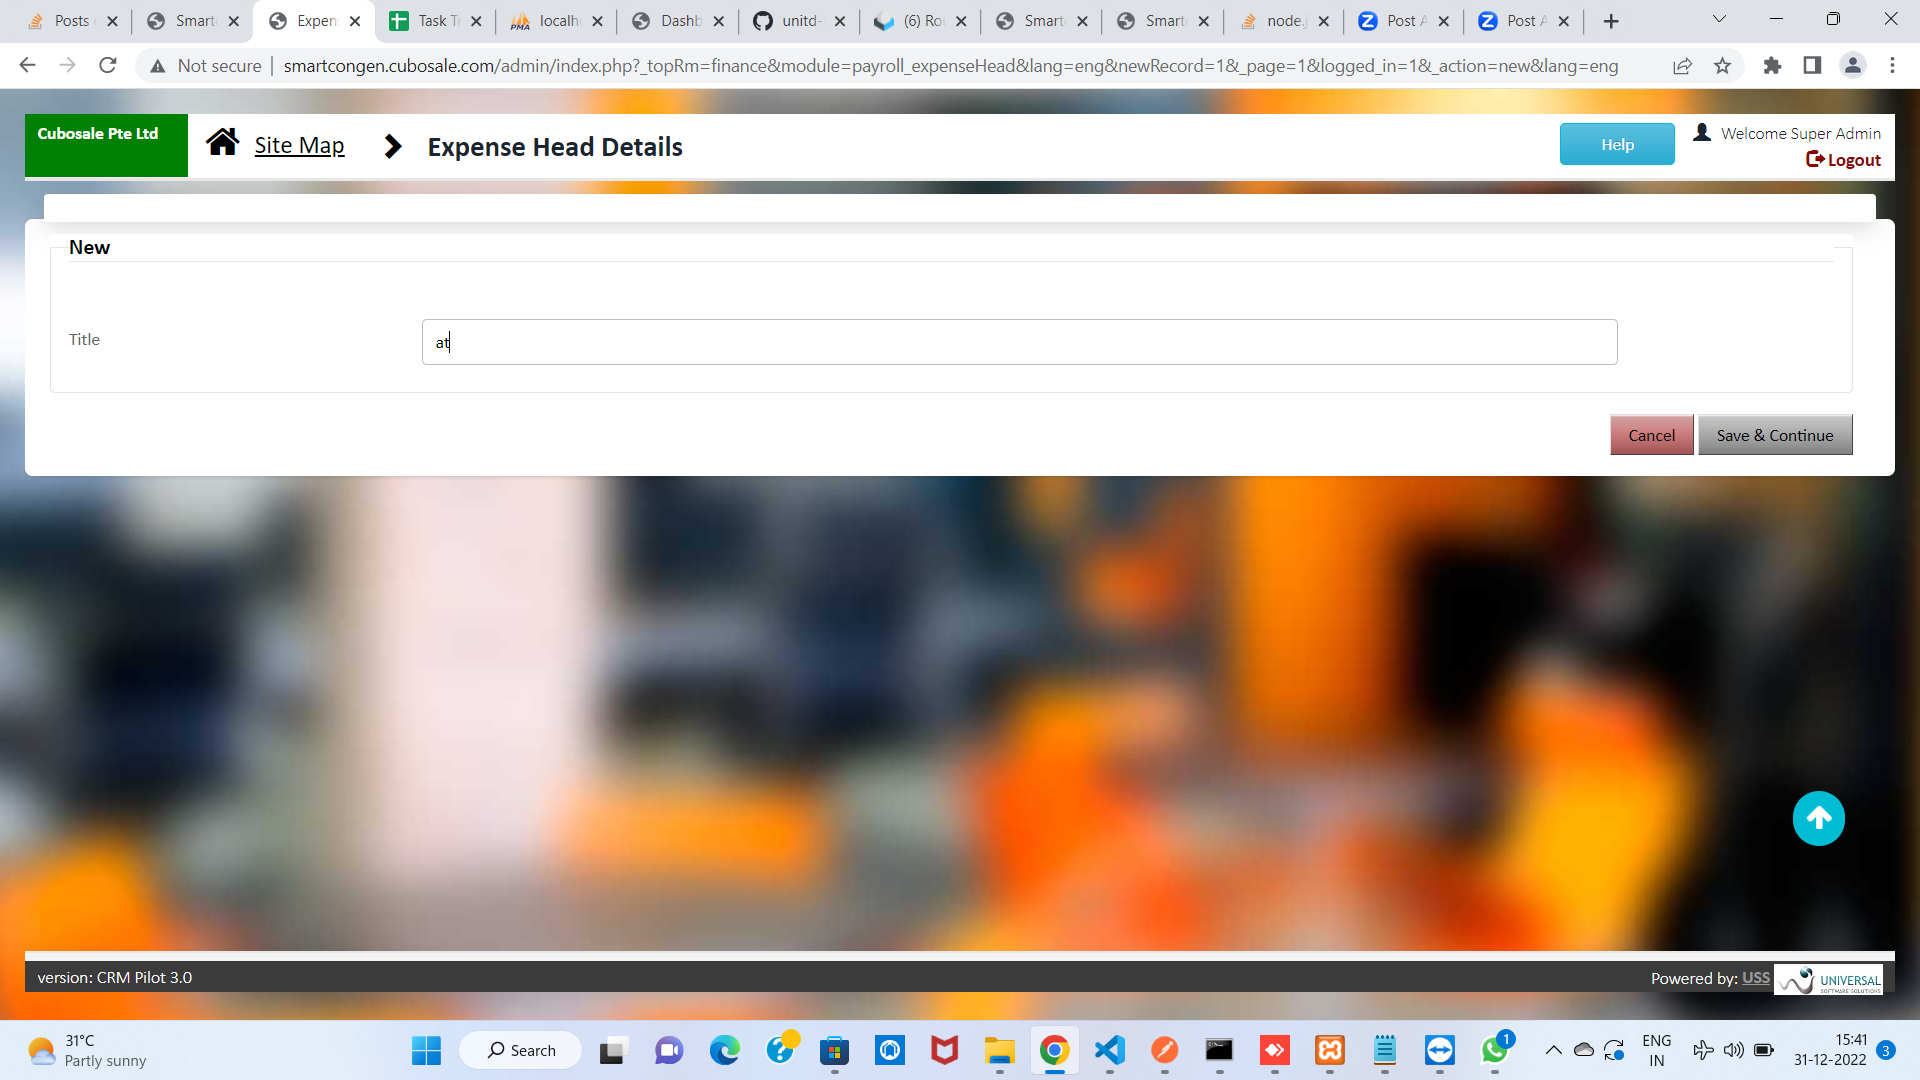 Posts
Smart
Expen
Task T
localh
Dashb
unitd-
(6) Ro
Smart
Smart
node.j
Post A
Post A
Not secure
smartcongen.cubosale.com/admin/index.php?_topRm=finance&module=payroll_expenseHead&lang=eng&newRecord=1&_page=1&logged_in=1&_action=new&lang=eng
Cubosale Pte Ltd
Site Map
Expense Head Details
Help
Welcome Super Admin
Logout
New
Title
at
Cancel
Save & Continue
version: CRM Pilot 3.0
Powered by: USS
UNIVERSAL
SOFTWARE SOLUTIONS
31°C
Partly sunny
Search
1
ENG
IN
15:41
31-12-2022
3